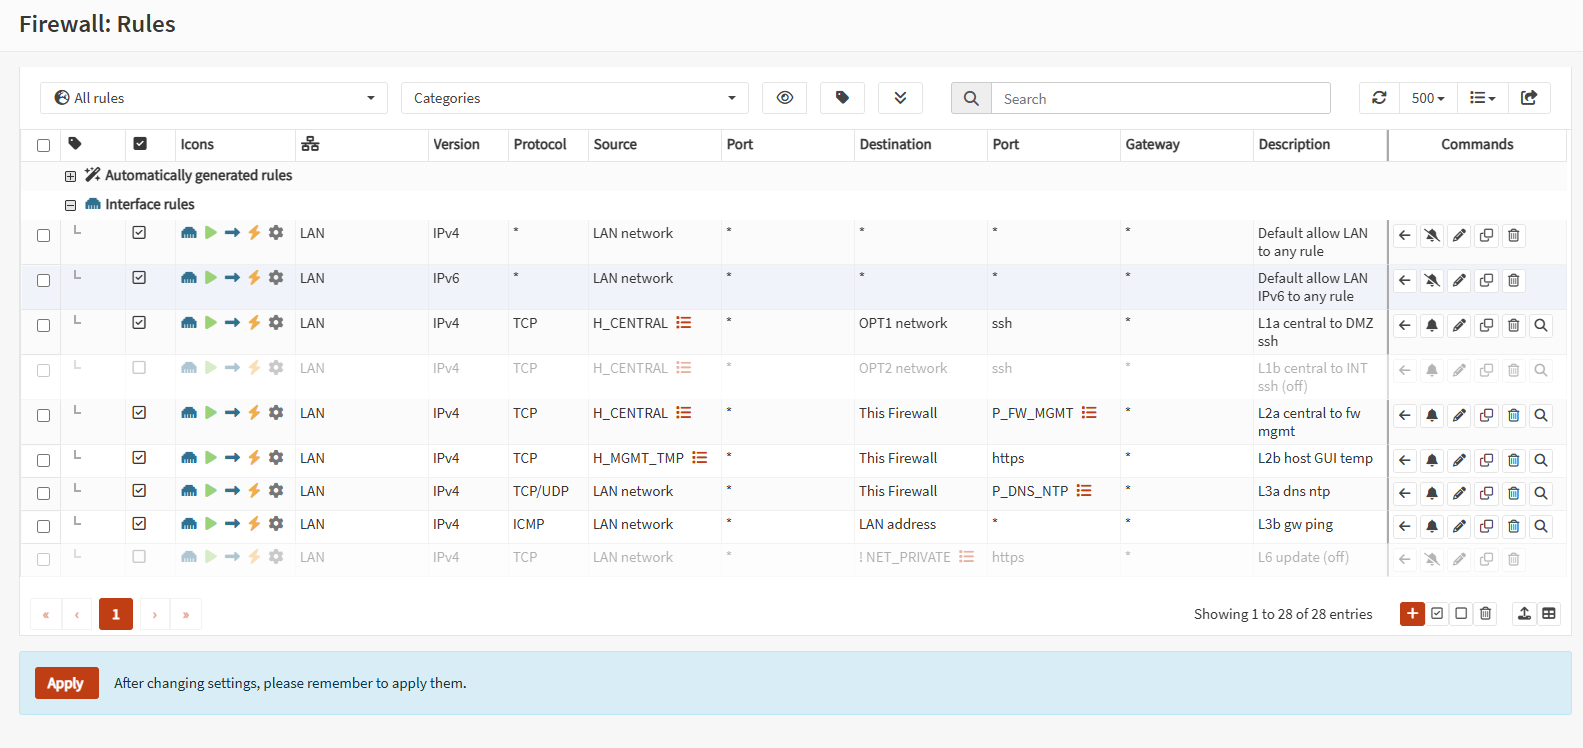 Firewall: Rules
All rules Categories Search 500
Icons Version Protocol Source Port Destination Port Gateway Description Commands
Automatically generated rules
Interface rules
LAN IPv4 * LAN network * * * * Default allow LAN
to any rule
LAN IPv6 * LAN network * * * * Default allow LAN
IPv6 to any rule
LAN IPv4 TCP H_CENTRAL * OPT1 network ssh * L1a central to DMZ
ssh
LAN IPv4 TCP H_CENTRAL * OPT2 network ssh * L1b central to INT
ssh (off)
LAN IPv4 TCP H_CENTRAL * This Firewall P_FW_MGMT * L2a central to fw
mgmt
LAN IPv4 TCP H_MGMT_TMP * This Firewall https * L2b host GUI temp
LAN IPv4 TCP/UDP LAN network * This Firewall P_DNS_NTP * L3a dns ntp
LAN IPv4 ICMP LAN network * LAN address * * L3b gw ping
LAN IPv4 TCP LAN network * ! NET_PRIVATE https * L6 update (off)
« ‹ 1 › » Showing 1 to 28 of 28 entries
Apply After changing settings, please remember to apply them.